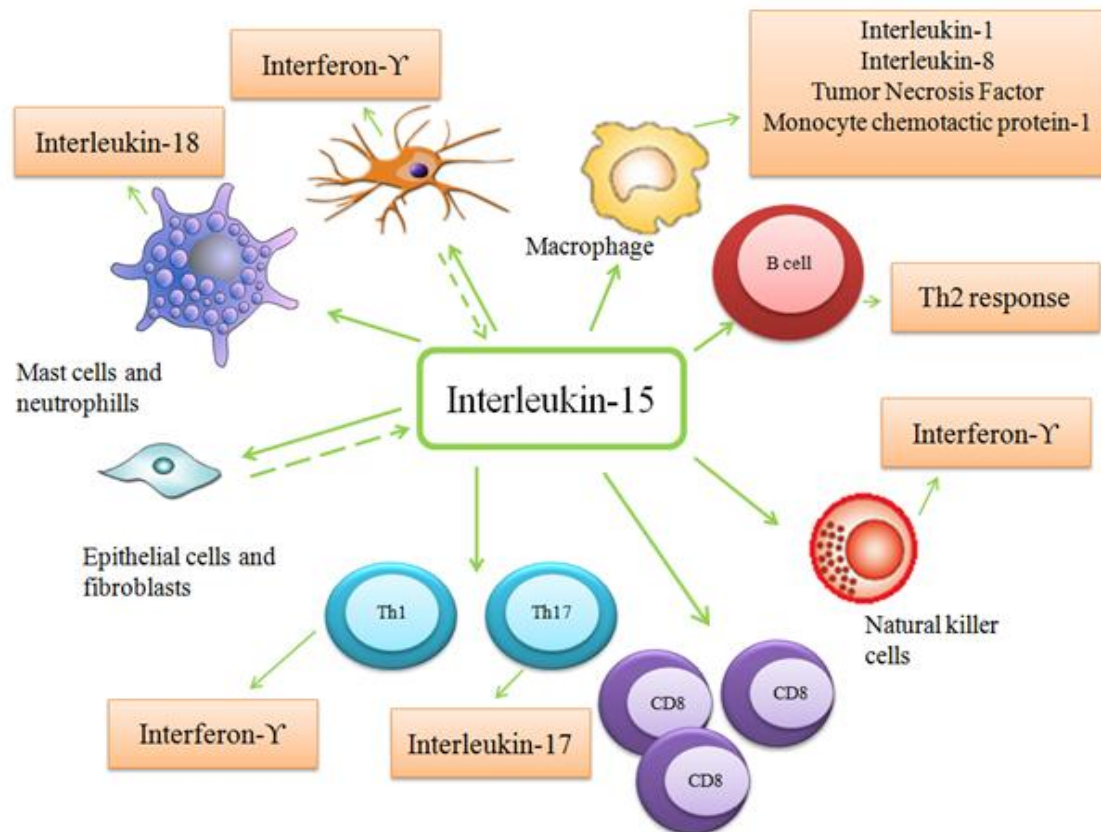 Interleukin-1
Interleukin-8
Tumor Necrosis Factor
Monocyte chemotactic protein-1
Interferon-ϒ
Interleukin-18
Macrophage
B cell
Th2 response
Mast cells and
neutrophills
Interleukin-15
Interferon-ϒ
Epithelial cells and
fibroblasts
Th1
Th17
Natural killer
cells
CD8
CD8
CD8
Interferon-ϒ
Interleukin-17